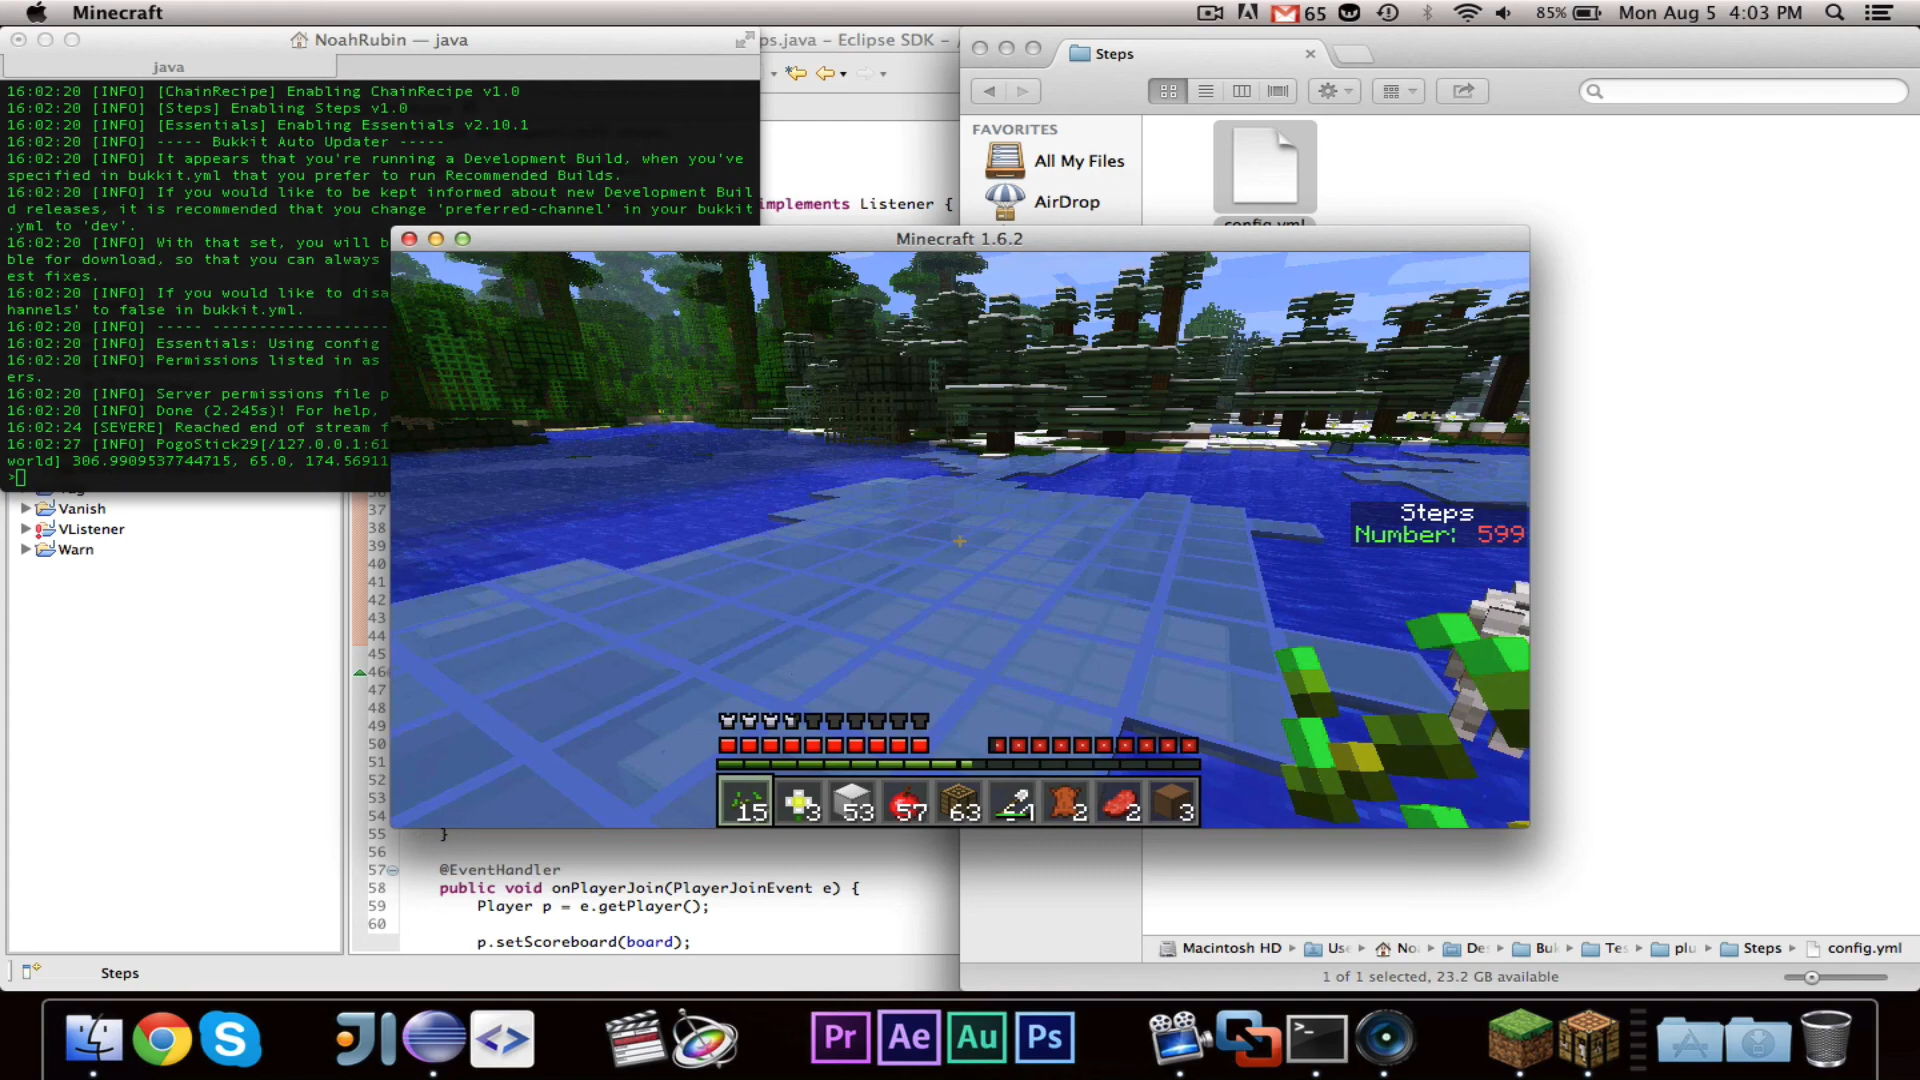 Minecraft
65
85%
Mon Aug 5 4:03 PM
NoahRubin — java
java
16:02:20 [INFO] [ChainRecipe] Enabling ChainRecipe v1.0
16:02:20 [INFO] [Steps] Enabling Steps v1.0
16:02:20 [INFO] [Essentials] Enabling Essentials v2.10.1
16:02:20 [INFO] ----- Bukkit Auto Updater -----
16:02:20 [INFO] It appears that you're running a Development Build, when you've
specified in bukkit.yml that you prefer to run Recommended Builds.
16:02:20 [INFO] If you would like to be kept informed about new Development Buil
d releases, it is recommended that you change 'preferred-channel' in your bukkit
.yml to 'dev'.
16:02:20 [INFO] With that set, you will b
ble for download, so that you can always
est fixes.
16:02:20 [INFO] If you would like to disa
hannels' to false in bukkit.yml.
16:02:20 [INFO] ----- -------------------
16:02:20 [INFO] Essentials: Using config
16:02:20 [INFO] Permissions listed in as
ers.
16:02:20 [INFO] Server permissions file p
16:02:20 [INFO] Done (2.245s)! For help,
16:02:24 [SEVERE] Reached end of stream f
16:02:27 [INFO] PogoStick29[/127.0.0.1:61
world] 306.9909537744715, 65.0, 174.56911
>
ps.java – Eclipse SDK –
implements Listener {
Steps
FAVORITES
All My Files
AirDrop
config.yml
Minecraft 1.6.2
Steps
Number: 599
15
3
53
57
63
2
2
3
Vanish
VListener
Warn
37
38
39
40
41
42
43
44
45
46
47
48
49
50
51
52
53
54
55 }
56
57 @EventHandler
58 public void onPlayerJoin(PlayerJoinEvent e) {
59 Player p = e.getPlayer();
60
p.setScoreboard(board);
Steps
Macintosh HD
Use
No
De
Buk
Tes
plu
Steps
config.yml
1 of 1 selected, 23.2 GB available
Pr
Ae
Au
Ps